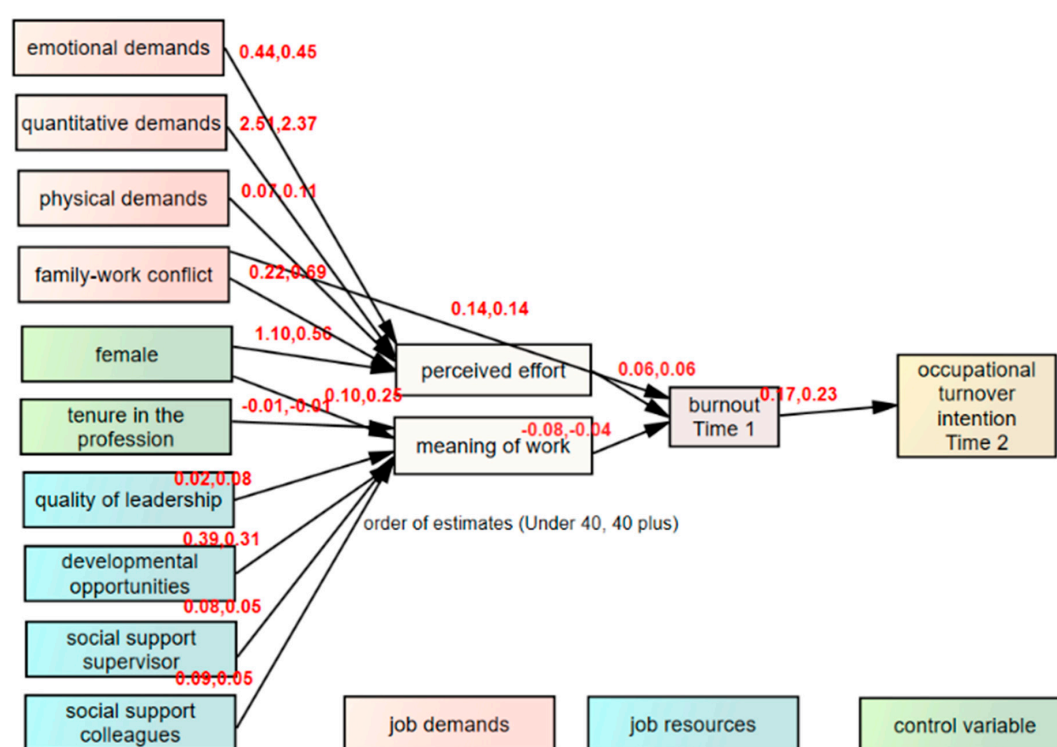 emotional demands
0.44,0.45
quantitative demands
2.51,2.37
physical demands
0.07,0.11
family-work conflict
0.22,0.69
0.14,0.14
female
1.10,0.56
perceived effort
0.06,0.06
occupational
turnover
intention
Time 2
0.10,0.25
-0.01,-0.01
burnout
Time 1
0.17,0.23
tenure in the
profession
meaning of work
-0.08,-0.04
0.02,0.08
quality of leadership
order of estimates (Under 40, 40 plus)
0.39,0.31
developmental
opportunities
0.08,0.05
social support
supervisor
0.09,0.05
social support
colleagues
job demands
job resources
control variable